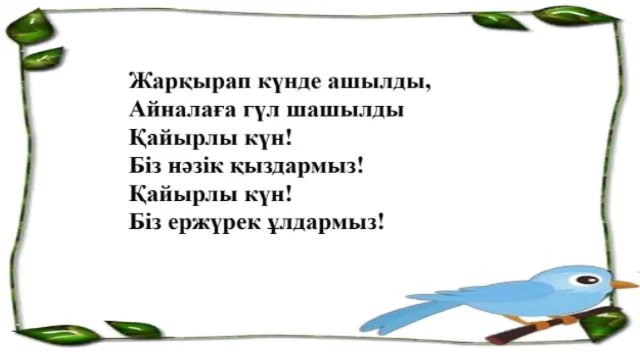 Жарқырап күнде ашылды,
Айналаға гүл шашылды
Қайырлы күн!
Біз нәзік қыздармыз!
Қайырлы күн!
Біз ержүрек ұлдармыз!